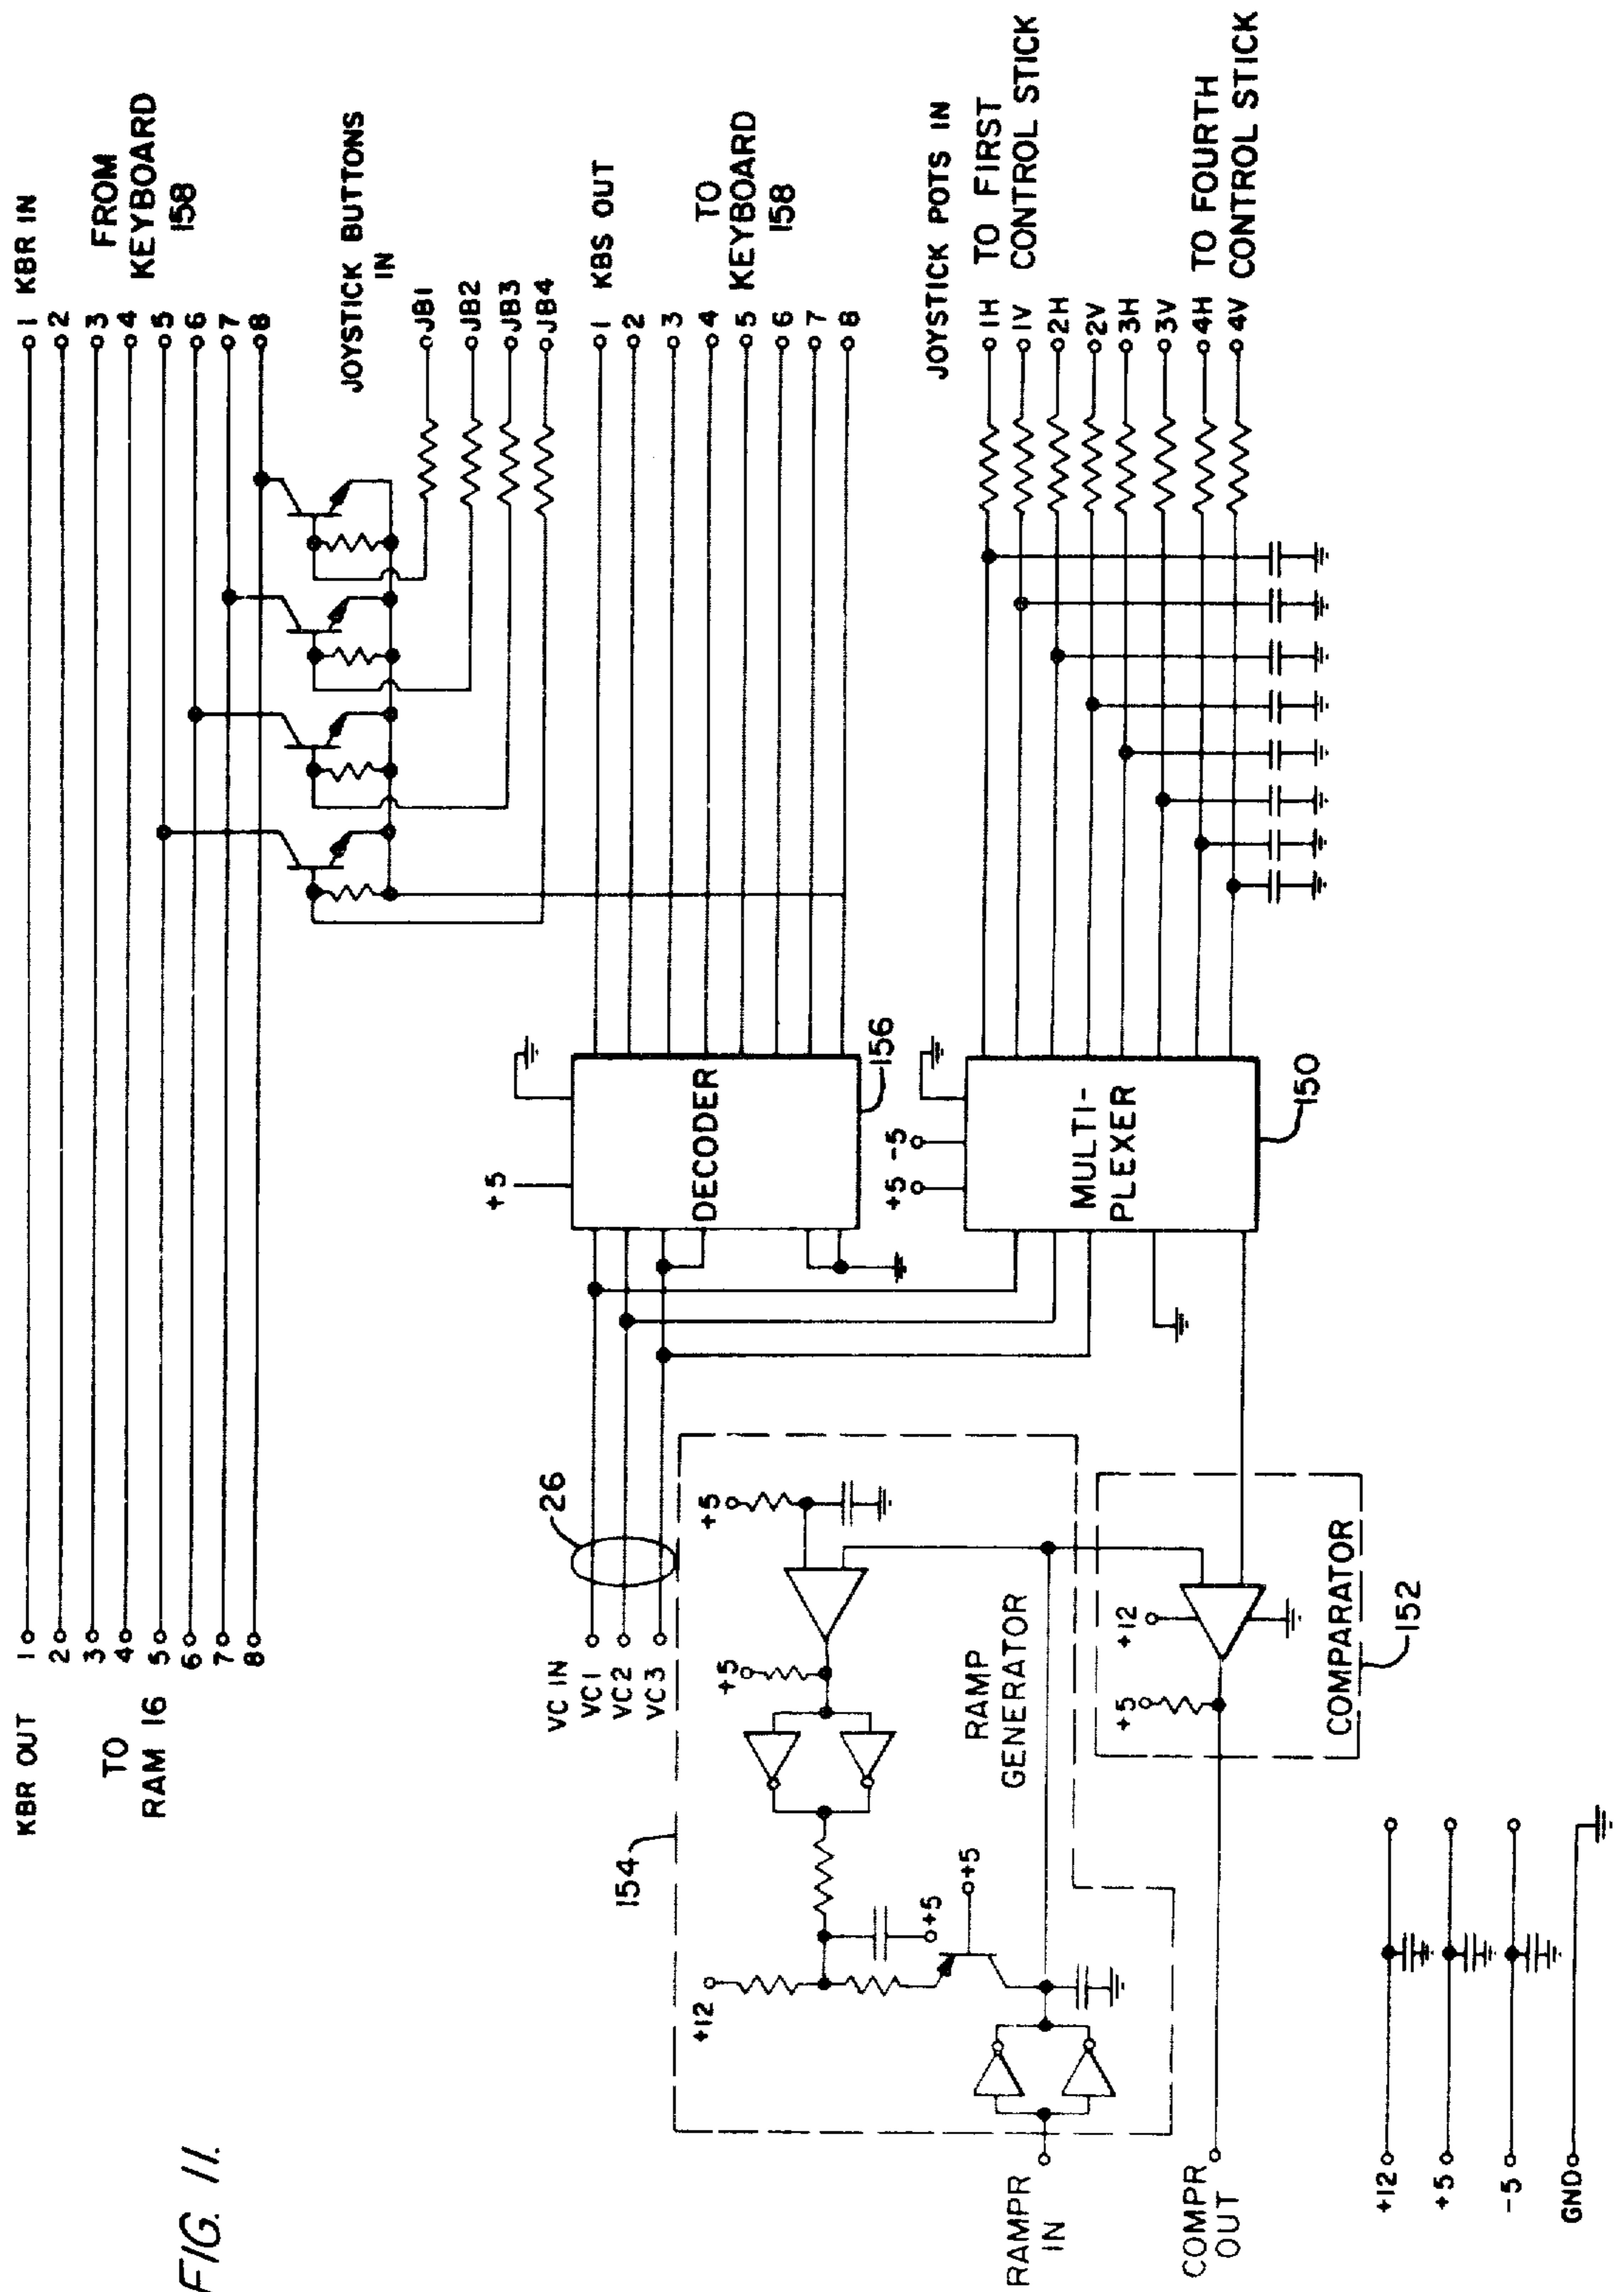 FIG. 11.
KBR OUT
1
2
3
4
5
6
7
8
TO
RAM 16
KBR IN
1
2
3
4
5
6
7
8
FROM
KEYBOARD
158
JOYSTICK BUTTONS
IN
JB1
JB2
JB3
JB4
KBS OUT
1
2
3
4
5
6
7
8
TO
KEYBOARD
158
VC IN
VC1
VC2
VC3
26
+5
DECODER
156
+5
-5
MULTI-
PLEXER
150
JOYSTICK POTS IN
1H
1V
2H
2V
3H
3V
4H
4V
TO FIRST
CONTROL STICK
TO FOURTH
CONTROL STICK
154
+5
+5
+12
+5
+5
RAMP
GENERATOR
+12
+5
COMPARATOR
152
RAMPR
IN
COMPR
OUT
+12
+5
-5
GND